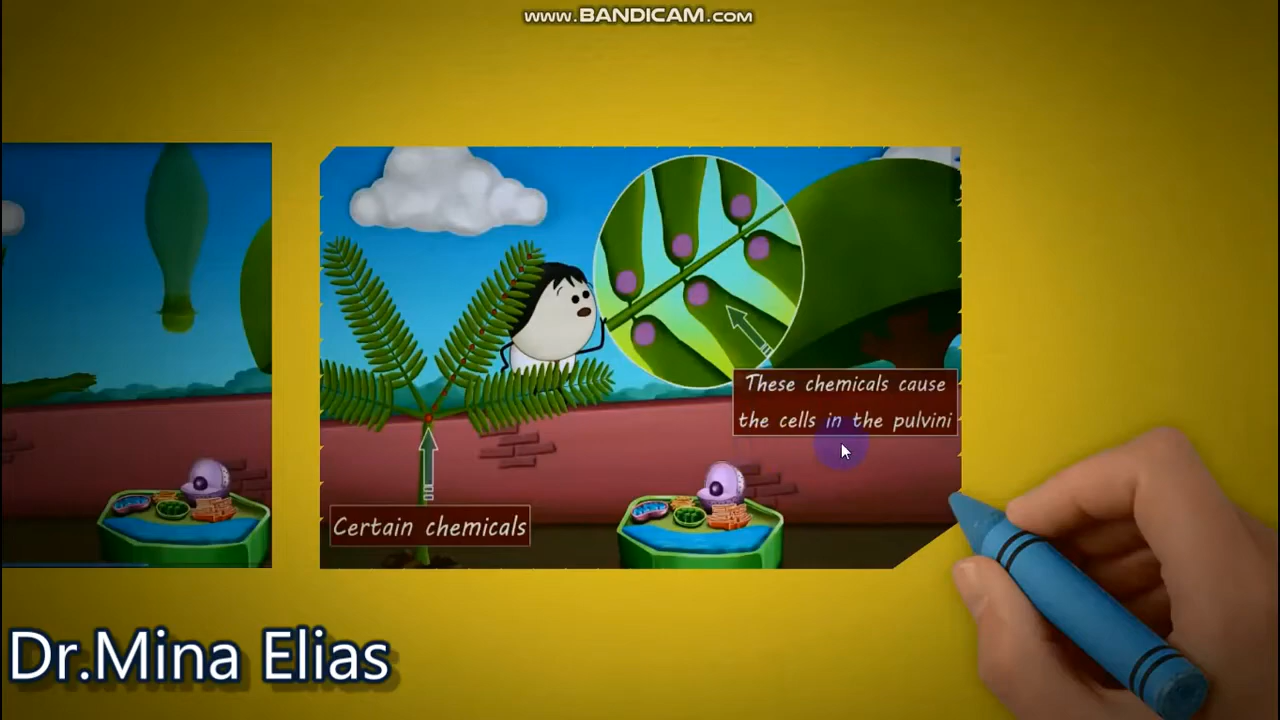 www.BANDICAM.com
These chemicals cause
the cells in the pulvini
Certain chemicals
Dr.Mina Elias